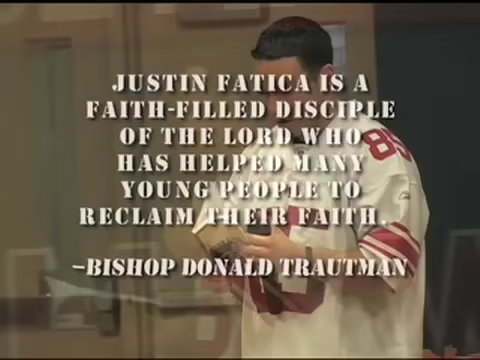 JUSTIN FATICA IS A
FAITH-FILLED DISCIPLE
OF THE LORD WHO
HAS HELPED MANY
YOUNG PEOPLE TO
RECLAIM THEIR FAITH.
-BISHOP DONALD TRAUTMAN
85